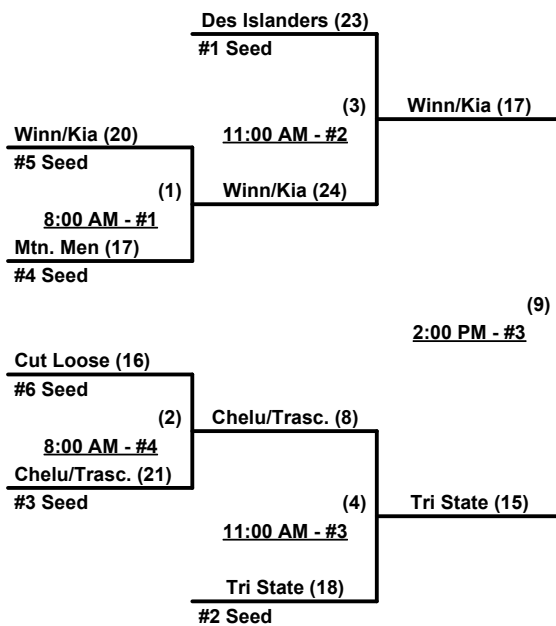 Des Islanders (23)
#1 Seed
(3)
Winn/Kia (17)
11:00 AM - #2
Winn/Kia (20)
#5 Seed
(1)
Winn/Kia (24)
8:00 AM - #1
Mtn. Men (17)
#4 Seed
(9)
2:00 PM - #3
Cut Loose (16)
#6 Seed
(2)
Chelu/Trasc. (8)
8:00 AM - #4
Chelu/Trasc. (21)
#3 Seed
(4)
Tri State (15)
11:00 AM - #3
Tri State (18)
#2 Seed